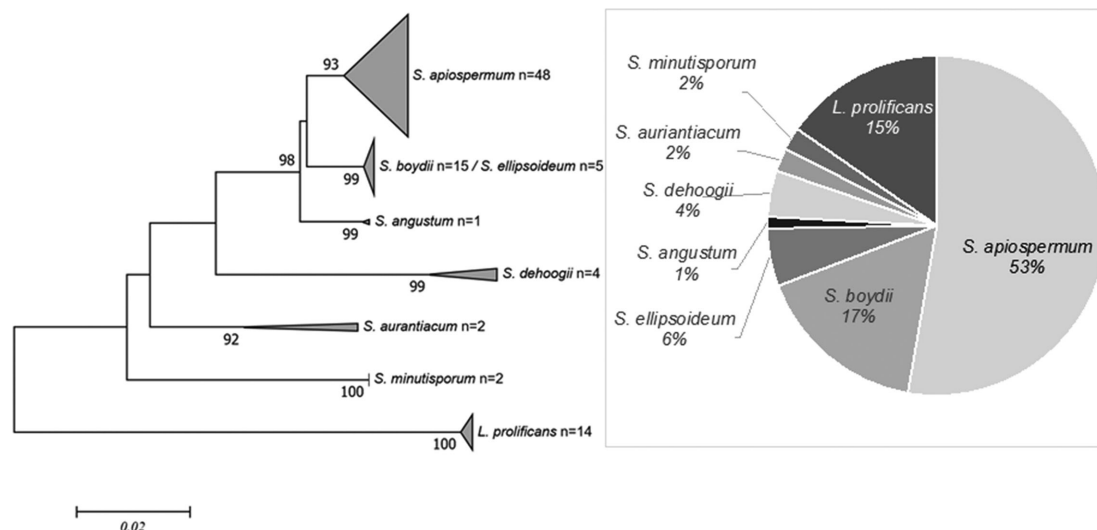 93
S. apiospermum n=48
98
99
S. boydii n=15 / S. ellipsoideum n=5
99
S. angustum n=1
99
S. dehoogii n=4
92
S. aurantiacum n=2
100
S. minutisporum n=2
100
L. prolificans n=14
0.02
S. minutisporum
2%
L. prolificans
15%
S. auriantiacum
2%
S. dehoogii
4%
S. angustum
1%
S. ellipsoideum
6%
S. boydii
17%
S. apiospermum
53%